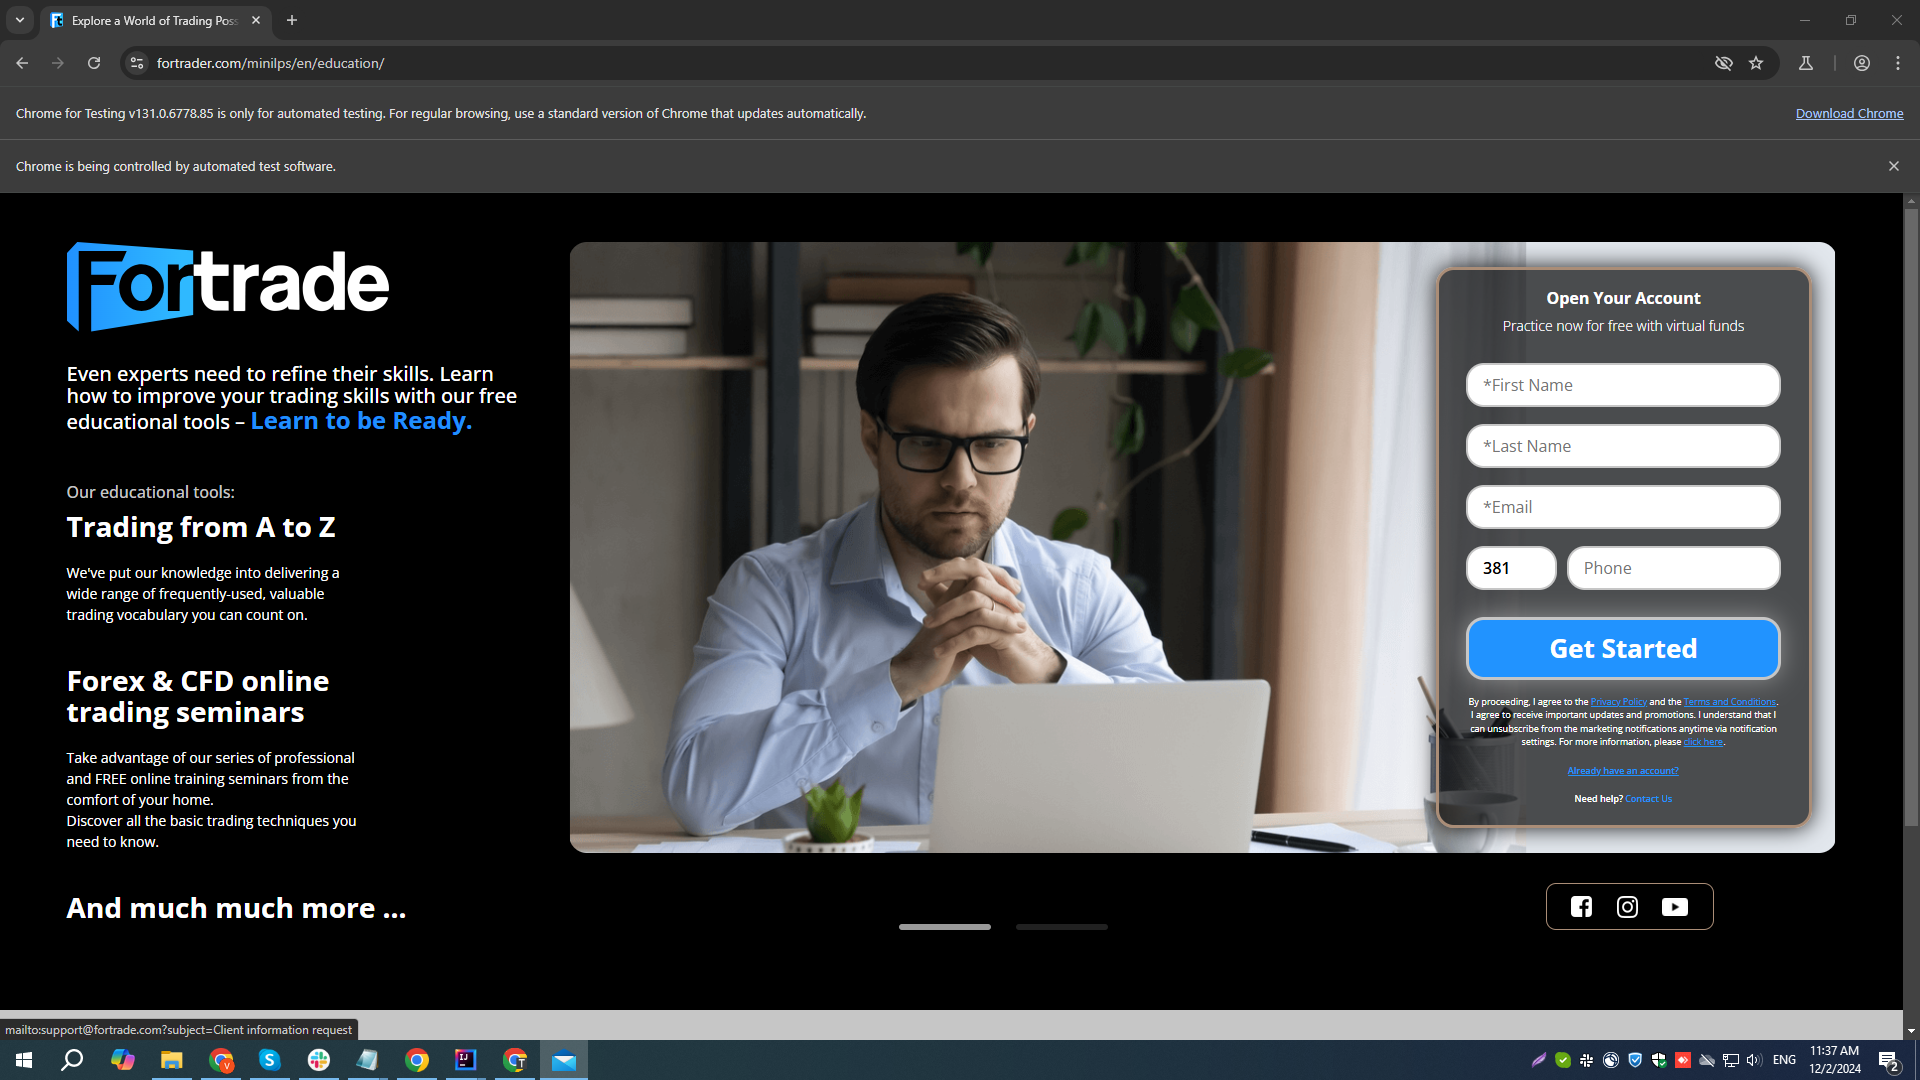 Explore a World of Trading Poss
fortrader.com/minilps/en/education/
Chrome for Testing v131.0.6778.85 is only for automated testing. For regular browsing, use a standard version of Chrome that updates automatically.
Download Chrome
Chrome is being controlled by automated test software.
Fortrade
Even experts need to refine their skills. Learn
how to improve your trading skills with our free
educational tools – Learn to be Ready.
Our educational tools:
Trading from A to Z
We've put our knowledge into delivering a
wide range of frequently-used, valuable
trading vocabulary you can count on.
Forex & CFD online
trading seminars
Take advantage of our series of professional
and FREE online training seminars from the
comfort of your home.
Discover all the basic trading techniques you
need to know.
And much much more ...
Open Your Account
Practice now for free with virtual funds
*First Name
*Last Name
*Email
381
Phone
Get Started
By proceeding, I agree to the Privacy Policy and the Terms and Conditions.
I agree to receive important updates and promotions. I understand that I
can unsubscribe from the marketing notifications anytime via notification
settings. For more information, please click here.
Already have an account?
Need help? Contact Us
mailto:support@fortrade.com?subject=Client information request
ENG
11:37 AM
12/2/2024
2